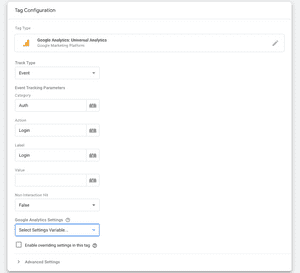 Tag Configuration
Tag Type
Google Analytics: Universal Analytics
Google Marketing Platform
Track Type
Event
Event Tracking Parameters
Category
Auth
Action
Login
Label
Login
Value
Non-Interaction Hit
False
Google Analytics Settings
Select Settings Variable...
Enable overriding settings in this tag
Advanced Settings